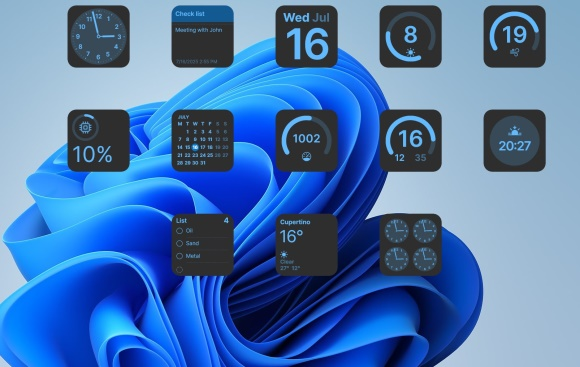 12
Check list
Meeting with John
Wed Jul
16
8
19
10%
JULY
M T W T F S S
1 2 3 4 5 6
7 8 9 10 11 12 13
14 15 16 17 18 19 20
21 22 23 24 25 26 27
28 29 30 31
1002
16
12 35
20:27
List 4
Oil
Sand
Metal
Cupertino
16°
Clear